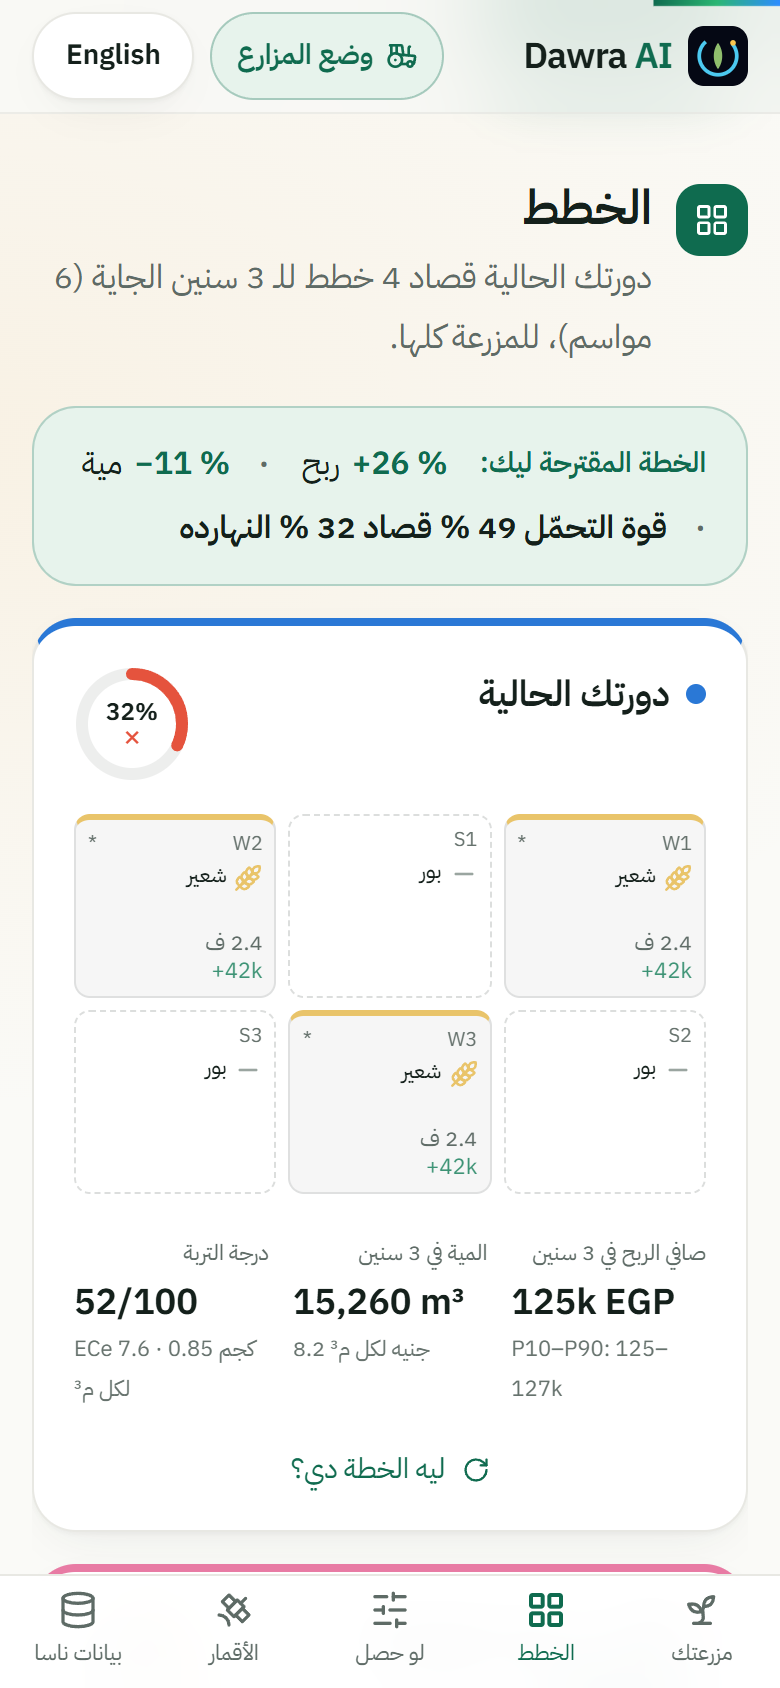 Dawra AI
وضع المزارع
English
الخطط
دورتك الحالية قصاد 4 خطط للـ 3 سنين الجاية (6
مواسم)، للمزرعة كلها.
الخطة المقترحة ليك: +26 % ربح · −11 % مية
· قوة التحمّل 49 % قصاد 32 % النهارده
دورتك الحالية
32%
×
W1 *
شعير
2.4 ف
+42k
S1
— بور
W2 *
شعير
2.4 ف
+42k
S2
— بور
W3 *
شعير
2.4 ف
+42k
S3
— بور
صافي الربح في 3 سنين
125k EGP
P10–P90: 125–
127k
المية في 3 سنين
15,260 m³
8.2 جنيه لكل م³
درجة التربة
52/100
ECe 7.6 · 0.85 كجم
لكل م³
ليه الخطة دي؟
مزرعتك
الخطط
لو حصل
الأقمار
بيانات ناسا